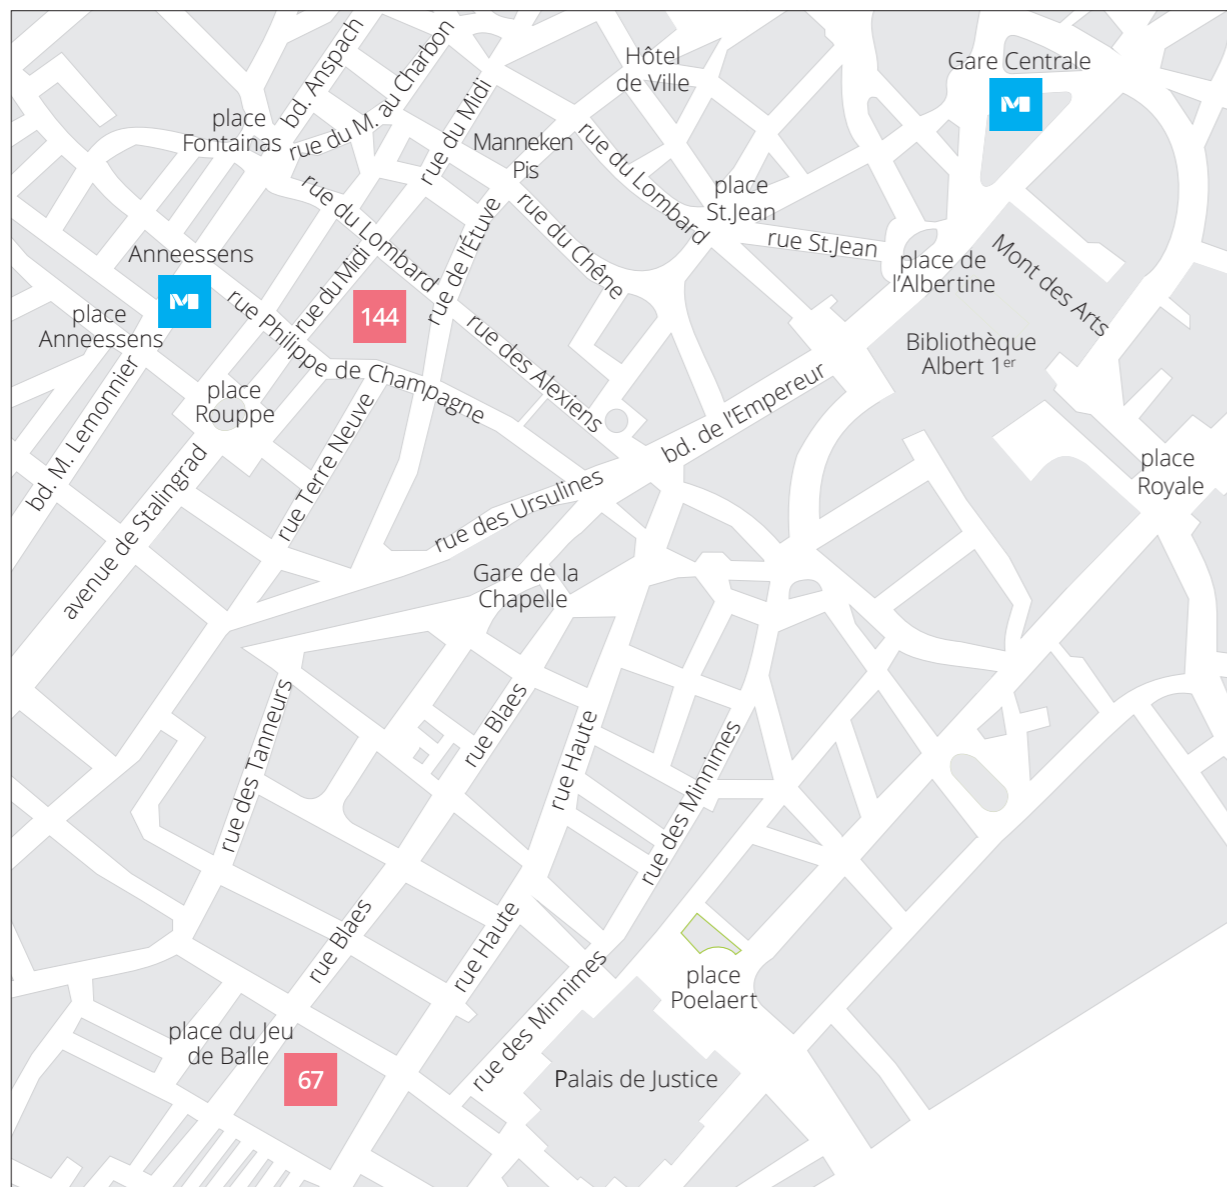 bd. Anspach
rue du M. au Charbon
Hôtel
de Ville
Gare Centrale
M
place
Fontainas
rue du Midi
Manneken
Pis
rue du Lombard
place
St.Jean
rue St.Jean
place de
l'Albertine
Mont des Arts
rue du Lombard
rue de l'Étuve
rue du Chêne
Anneessens
M
place
Anneessens
rue Philippe de Champagne
rue du Midi
144
rue des Alexiens
Bibliothèque
Albert 1er
bd. M. Lemonnier
place
Rouppe
rue Terre Neuve
bd. de l'Empereur
avenue de Stalingrad
rue des Ursulines
place
Royale
Gare de la
Chapelle
rue des Tanneurs
rue Blaes
rue Haute
rue des Minnimes
rue Blaes
rue Haute
rue des Minnimes
place
Poelaert
place du Jeu
de Balle
67
Palais de Justice